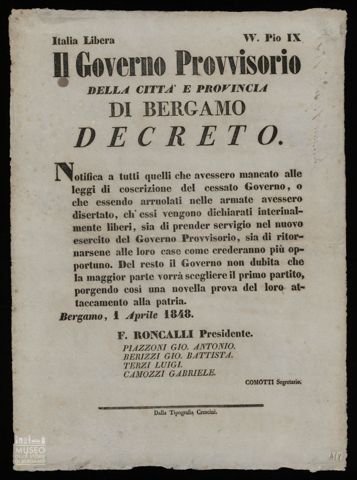 Italia Libera W. Pio IX
Il Governo Provvisorio
DELLA CITTA' E PROVINCIA
DI BERGAMO
DECRETO.
Notifica a tutti quelli che avessero mancato alle
leggi di coscrizione del cessato Governo, o
che essendo arruolati nelle armate avessero
disertato, ch' essi vengono dichiarati interinal-
mente liberi, sia di prender servigio nel nuovo
esercito del Governo Provvisorio, sia di ritor-
narsene alle loro case come crederanno più op-
portuno. Del resto il Governo non dubita che
la maggior parte vorrà scegliere il primo partito,
porgendo così una novella prova del loro at-
taccamento alla patria.
Bergamo, 1 Aprile 1848.
F. RONCALLI Presidente.
PIAZZONI GIO. ANTONIO.
BERIZZI GIO. BATTISTA.
TERZI LUIGI.
CAMOZZI GABRIELE.
COMOTTI Segretario.
Dalla Tipografia Crescini.
MUSEO
DELLE STORIE
DI BERGAMO